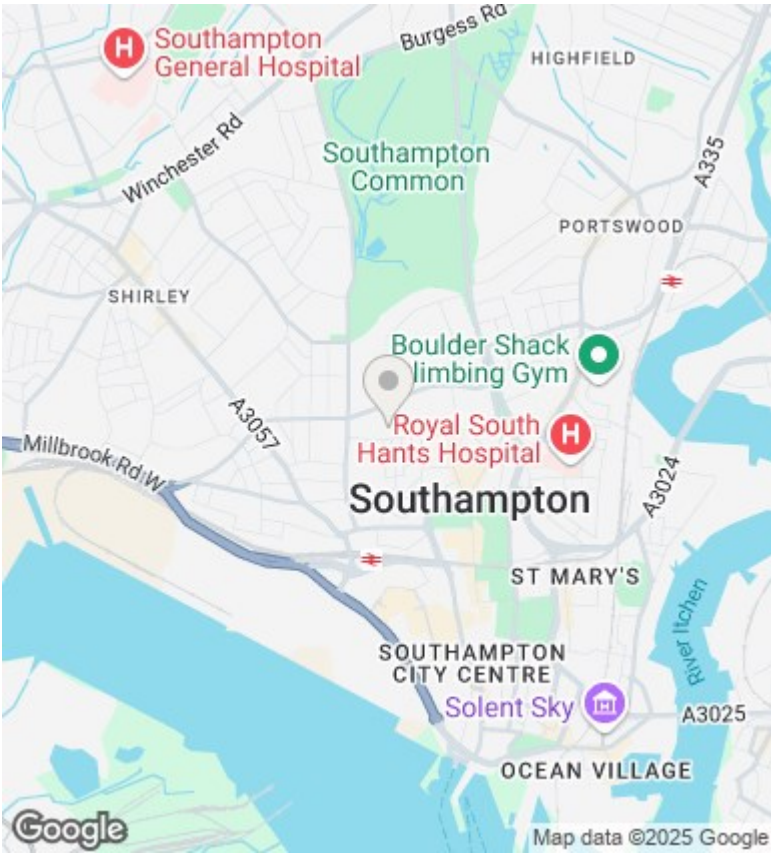 Burgess Rd
Southampton
General Hospital
HIGHFIELD
Winchester Rd
Southampton
Common
A335
PORTSWOOD
SHIRLEY
Boulder Shack
limbing Gym
A3057
Royal South
Hants Hospital
Millbrook Rd W
A3024
Southampton
ST MARY'S
River Itchen
SOUTHAMPTON
CITY CENTRE
Solent Sky
A3025
OCEAN VILLAGE
Google
Map data ©2025 Google